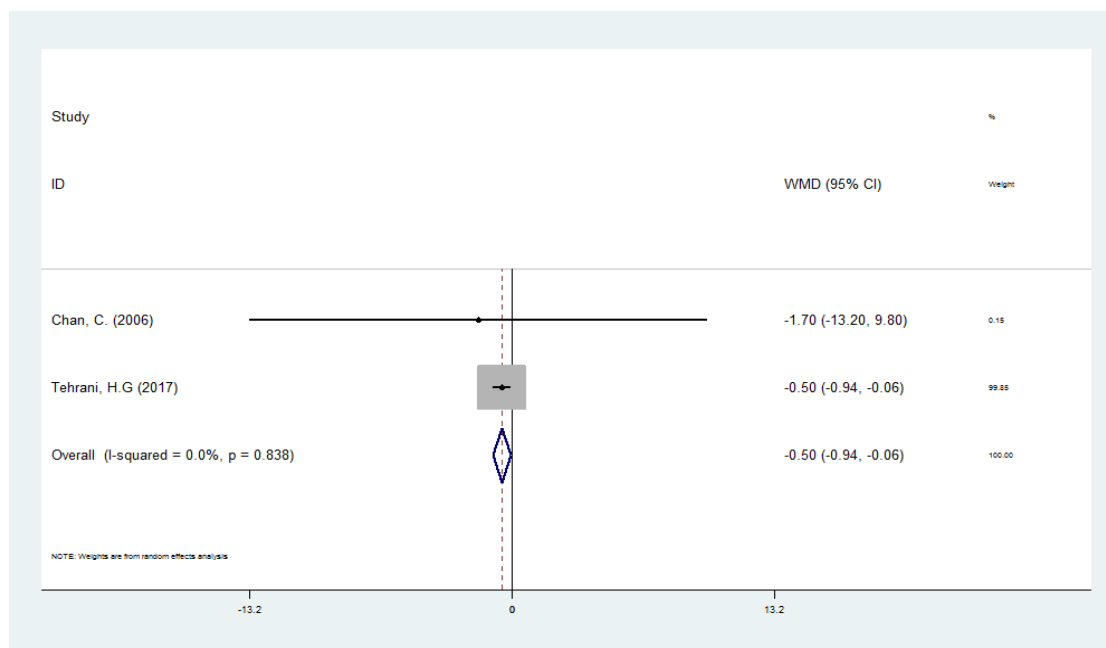 Study %
ID WMD (95% CI) Weight
Chan, C. (2006) -1.70 (-13.20, 9.80) 0.15
Tehrani, H.G (2017) -0.50 (-0.94, -0.06) 99.85
Overall (I-squared = 0.0%, p = 0.838) -0.50 (-0.94, -0.06) 100.00
NOTE: Weights are from random effects analysis
-13.2 0 13.2